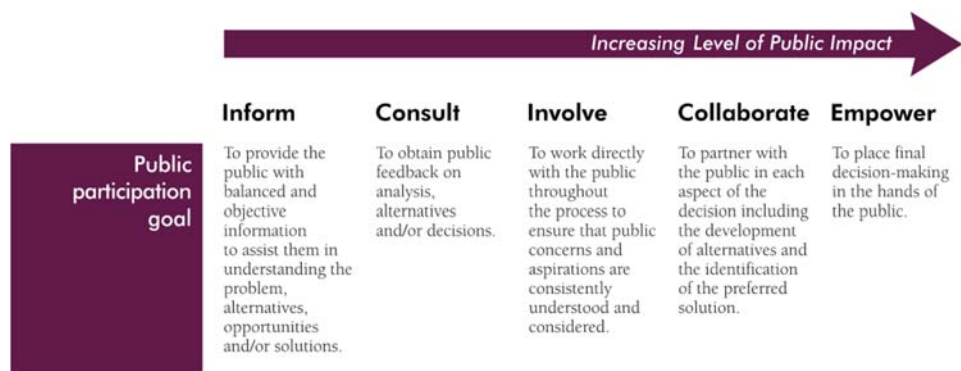 Increasing Level of Public Impact
Inform
Consult
Involve
Collaborate
Empower
Public
participation
goal
To provide the
public with
balanced and
objective
information
to assist them in
understanding the
problem,
alternatives,
opportunities
and/or solutions.
To obtain public
feedback on
analysis,
alternatives
and/or decisions.
To work directly
with the public
throughout
the process to
ensure that public
concerns and
aspirations are
consistently
understood and
considered.
To partner with
the public in each
aspect of the
decision including
the development
of alternatives and
the identification
of the preferred
solution.
To place final
decision-making
in the hands of
the public.